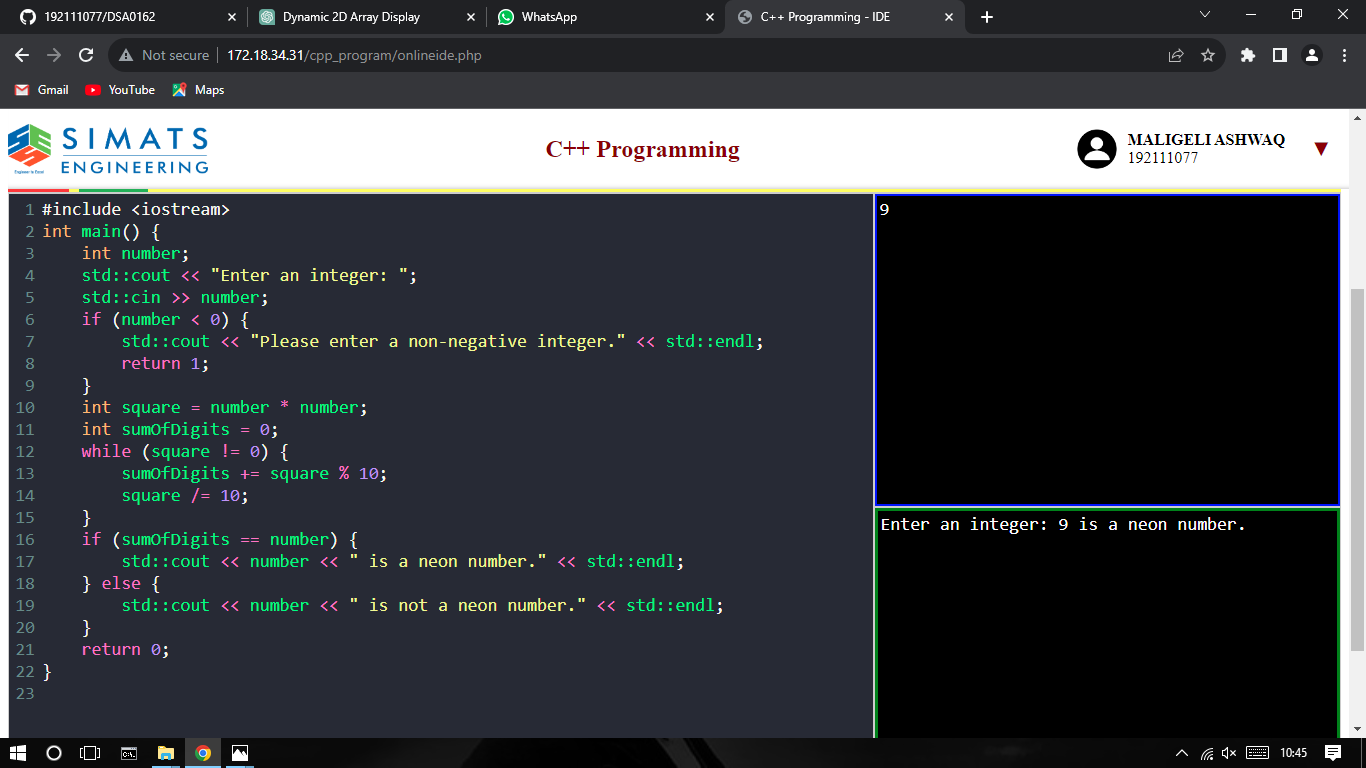 192111077/DSA0162
Dynamic 2D Array Display
WhatsApp
C++ Programming - IDE
Not secure
172.18.34.31/cpp_program/onlineide.php
Gmail
YouTube
Maps
SIMATS
ENGINEERING
Engineer to Excel
C++ Programming
MALIGELI ASHWAQ
192111077
1 #include <iostream>
2 int main() {
3     int number;
4     std::cout << "Enter an integer: ";
5     std::cin >> number;
6     if (number < 0) {
7         std::cout << "Please enter a non-negative integer." << std::endl;
8         return 1;
9     }
10     int square = number * number;
11     int sumOfDigits = 0;
12     while (square != 0) {
13         sumOfDigits += square % 10;
14         square /= 10;
15     }
16     if (sumOfDigits == number) {
17         std::cout << number << " is a neon number." << std::endl;
18     } else {
19         std::cout << number << " is not a neon number." << std::endl;
20     }
21     return 0;
22 }
23
9
Enter an integer: 9 is a neon number.
10:45